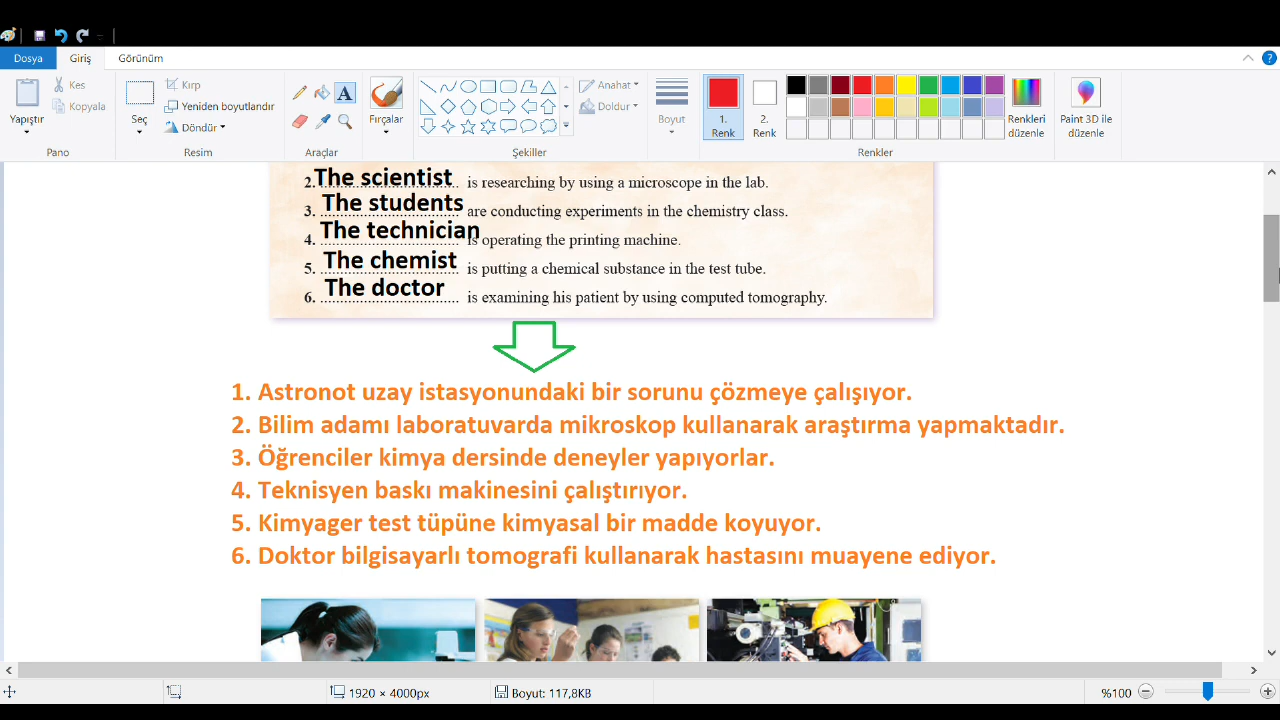 Dosya Giriş Görünüm
Yapıştır
Kes
Kopyala
Pano
Seç
Kırp
Yeniden boyutlandır
Döndür
Resim
A
Araçlar
Fırçalar
Şekiller
Anahat
Doldur
Boyut
1.
Renk
2.
Renk
Renkler
Renkleri
düzenle
Paint 3D ile
düzenle
2. The scientist is researching by using a microscope in the lab.
3. The students are conducting experiments in the chemistry class.
4. The technician is operating the printing machine.
5. The chemist is putting a chemical substance in the test tube.
6. The doctor is examining his patient by using computed tomography.
1. Astronot uzay istasyonundaki bir sorunu çözmeye çalışıyor.
2. Bilim adamı laboratuvarda mikroskop kullanarak araştırma yapmaktadır.
3. Öğrenciler kimya dersinde deneyler yapıyorlar.
4. Teknisyen baskı makinesini çalıştırıyor.
5. Kimyager test tüpüne kimyasal bir madde koyuyor.
6. Doktor bilgisayarlı tomografi kullanarak hastasını muayene ediyor.
1920 × 4000px
Boyut: 117,8KB
%100